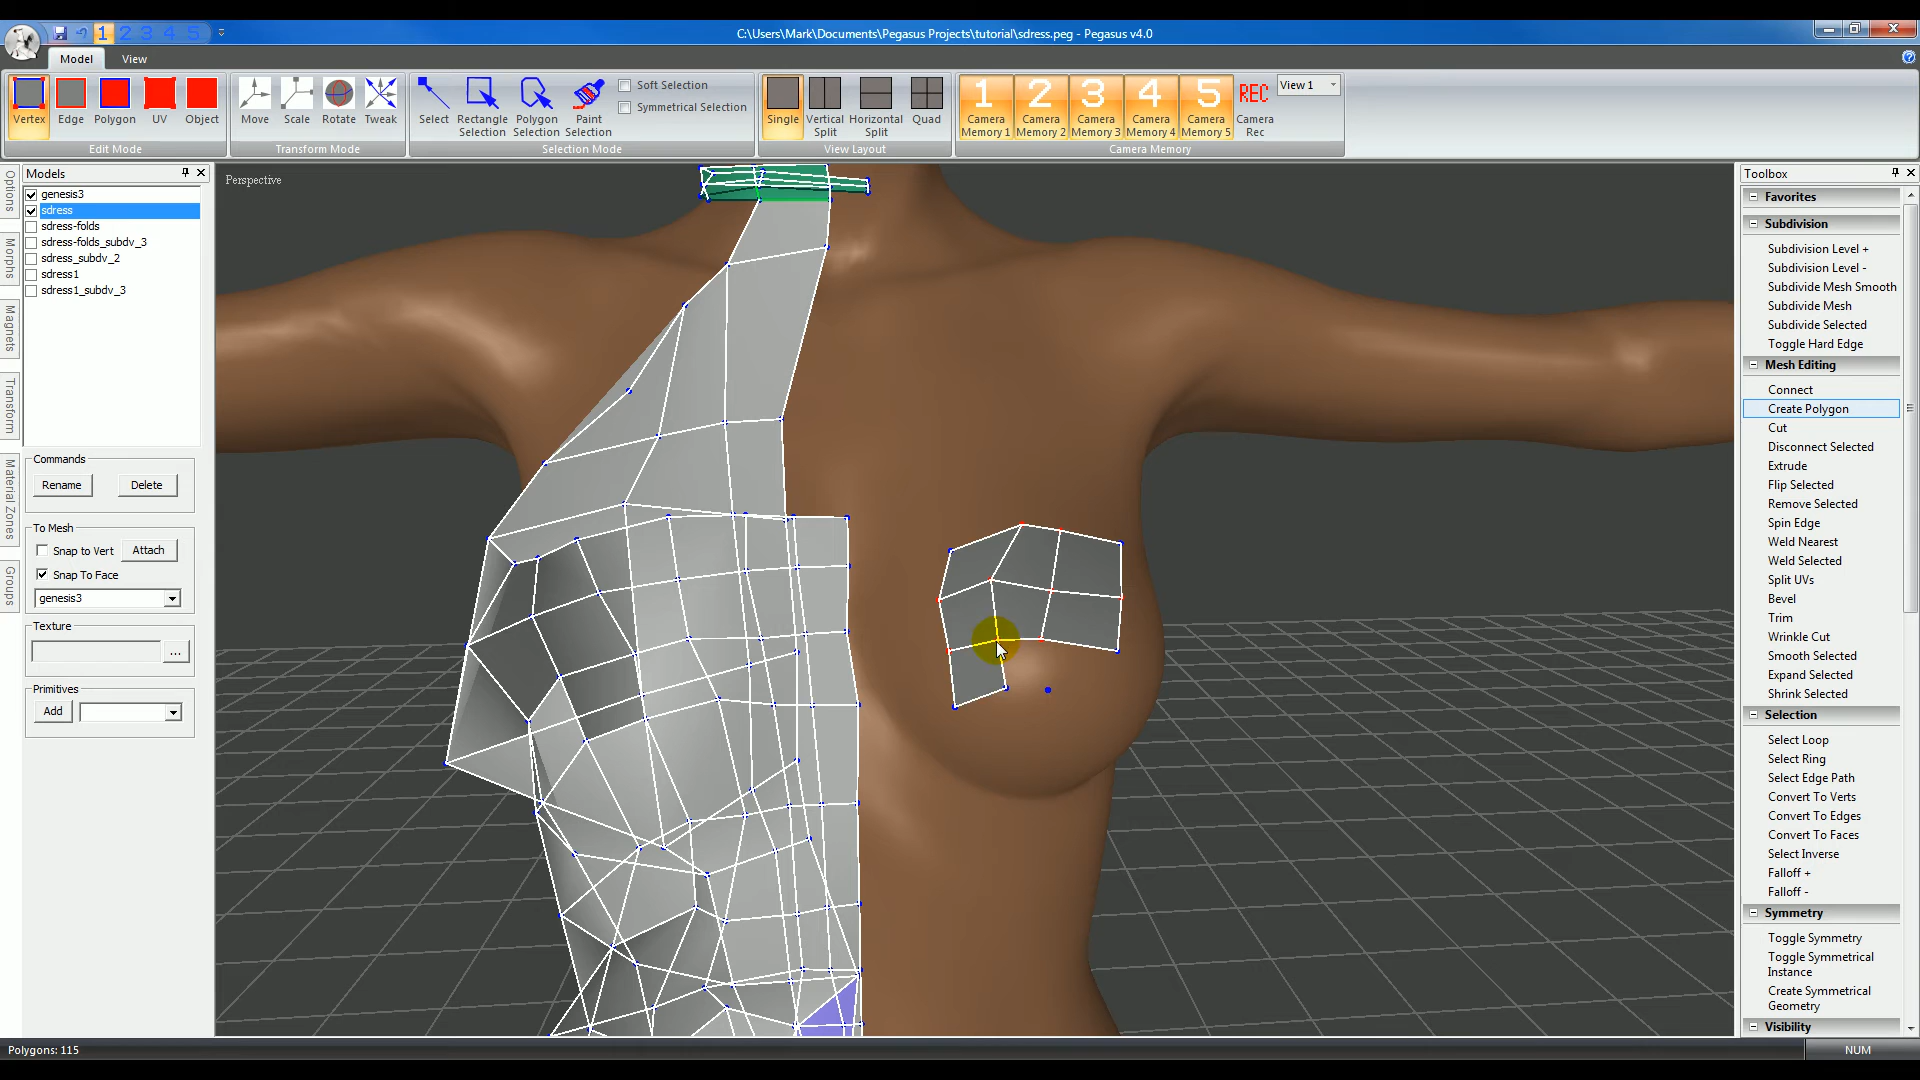 1 2 3 4 5
C:\Users\Mark\Documents\Pegasus Projects\tutorial\sdress.peg - Pegasus v4.0
Model View
Vertex Edge Polygon UV Object
Edit Mode
Move Scale Rotate Tweak
Transform Mode
Select Rectangle Selection Polygon Selection Paint Selection
Soft Selection
Symmetrical Selection
Selection Mode
Single Vertical Split Horizontal Split Quad
View Layout
1 2 3 4 5 REC
Camera Memory 1 Camera Memory 2 Camera Memory 3 Camera Memory 4 Camera Memory 5 Camera Rec
View 1
Camera Memory
Options
Morphs
Magnets
Transform
Material Zones
Groups
Models
genesis3
sdress
sdress-folds
sdress-folds_subdv_3
sdress_subdv_2
sdress1
sdress1_subdv_3
Commands
Rename Delete
To Mesh
Snap to Vert Attach
Snap To Face
genesis3
Texture
...
Primitives
Add
Perspective
Toolbox
Favorites
Subdivision
Subdivision Level +
Subdivision Level -
Subdivide Mesh Smooth
Subdivide Mesh
Subdivide Selected
Toggle Hard Edge
Mesh Editing
Connect
Create Polygon
Cut
Disconnect Selected
Extrude
Flip Selected
Remove Selected
Spin Edge
Weld Nearest
Weld Selected
Split UVs
Bevel
Trim
Wrinkle Cut
Smooth Selected
Expand Selected
Shrink Selected
Selection
Select Loop
Select Ring
Select Edge Path
Convert To Verts
Convert To Edges
Convert To Faces
Select Inverse
Falloff +
Falloff -
Symmetry
Toggle Symmetry
Toggle Symmetrical
Instance
Create Symmetrical
Geometry
Visibility
Polygons: 115
NUM